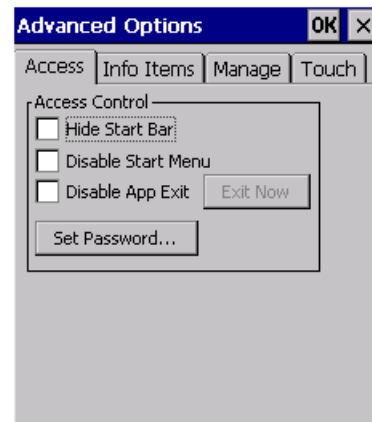 Advanced Options OK ×
Access Info Items Manage Touch
Access Control
Hide Start Bar
Disable Start Menu
Disable App Exit Exit Now
Set Password...